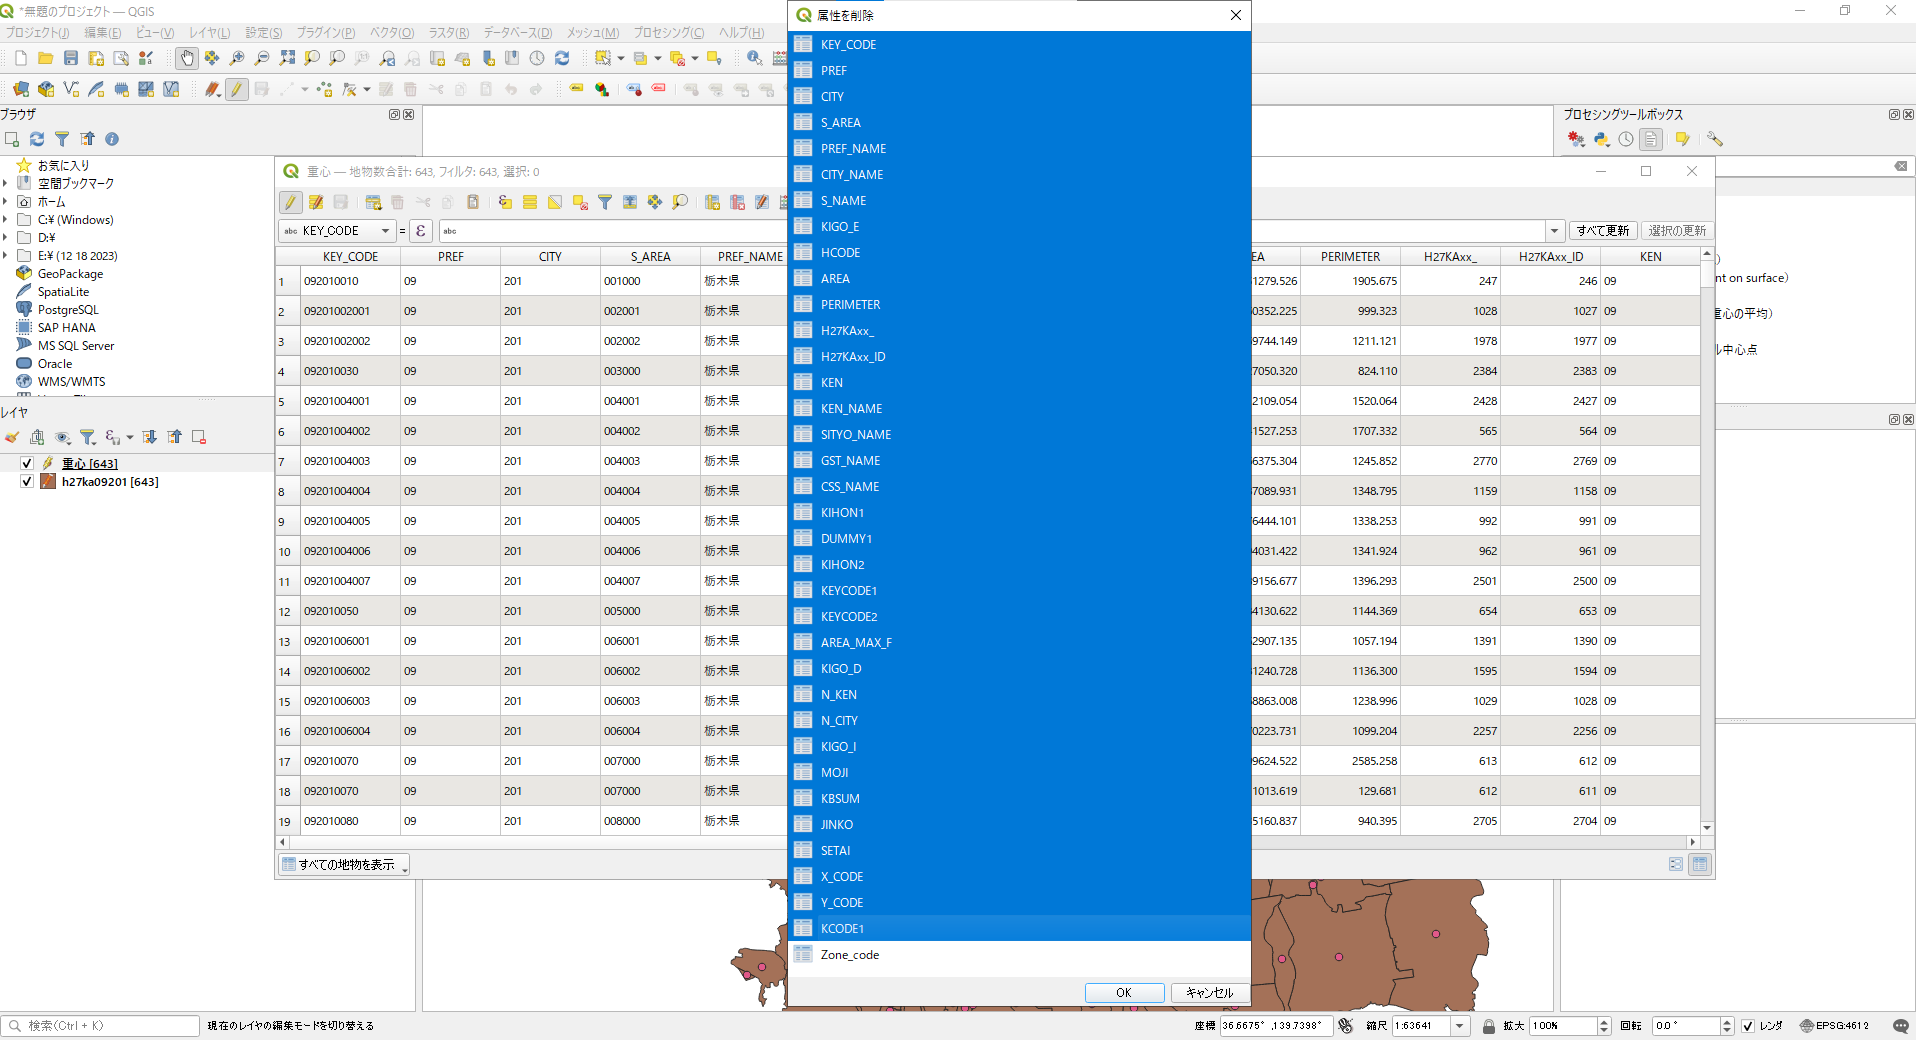 *無題のプロジェクト — QGIS
プロジェクト(J) 編集(E) ビュー(V) レイヤ(L) 設定(S) プラグイン(P) ベクタ(O) ラスタ(R) データベース(D) メッシュ(M) プロセシング(C) ヘルプ(H)
ブラウザ
お気に入り
空間ブックマーク
ホーム
C:¥ (Windows)
D:¥
E:¥ (12 18 2023)
GeoPackage
SpatiaLite
PostgreSQL
SAP HANA
MS SQL Server
Oracle
WMS/WMTS
レイヤ
重心 [643]
h27ka09201 [643]
重心 — 地物数合計: 643, フィルタ: 643, 選択: 0
abc KEY_CODE = ε abc すべて更新 選択の更新
KEY_CODE PREF CITY S_AREA PREF_NAME EA PERIMETER H27KAxx_ H27KAxx_ID KEN
1 092010010 09 201 001000 栃木県 1279.526 1905.675 247 246 09
2 09201002001 09 201 002001 栃木県 0352.225 999.323 1028 1027 09
3 09201002002 09 201 002002 栃木県 9744.149 1211.121 1978 1977 09
4 092010030 09 201 003000 栃木県 7050.320 824.110 2384 2383 09
5 09201004001 09 201 004001 栃木県 2109.054 1520.064 2428 2427 09
6 09201004002 09 201 004002 栃木県 1527.253 1707.332 565 564 09
7 09201004003 09 201 004003 栃木県 6375.304 1245.852 2770 2769 09
8 09201004004 09 201 004004 栃木県 7089.931 1348.795 1159 1158 09
9 09201004005 09 201 004005 栃木県 6444.101 1338.253 992 991 09
10 09201004006 09 201 004006 栃木県 4031.422 1341.924 962 961 09
11 09201004007 09 201 004007 栃木県 9156.677 1396.293 2501 2500 09
12 092010050 09 201 005000 栃木県 4130.622 1144.369 654 653 09
13 09201006001 09 201 006001 栃木県 2907.135 1057.194 1391 1390 09
14 09201006002 09 201 006002 栃木県 1240.728 1136.300 1595 1594 09
15 09201006003 09 201 006003 栃木県 8863.008 1238.996 1029 1028 09
16 09201006004 09 201 006004 栃木県 0223.731 1099.204 2257 2256 09
17 092010070 09 201 007000 栃木県 9624.522 2585.258 613 612 09
18 092010070 09 201 007000 栃木県 1013.619 129.681 612 611 09
19 092010080 09 201 008000 栃木県 5160.837 940.395 2705 2704 09
すべての地物を表示
属性を削除
KEY_CODE
PREF
CITY
S_AREA
PREF_NAME
CITY_NAME
S_NAME
KIGO_E
HCODE
AREA
PERIMETER
H27KAxx_
H27KAxx_ID
KEN
KEN_NAME
SITYO_NAME
GST_NAME
CSS_NAME
KIHON1
DUMMY1
KIHON2
KEYCODE1
KEYCODE2
AREA_MAX_F
KIGO_D
N_KEN
N_CITY
KIGO_I
MOJI
KBSUM
JINKO
SETAI
X_CODE
Y_CODE
KCODE1
Zone_code
OK キャンセル
プロセシングツールボックス
)
nt on surface)
重心の平均)
ル中心点
検索(Ctrl + K) 現在のレイヤの編集モードを切り替える 座標 36.6675° ,139.7398° 縮尺 1:63641 拡大 100% 回転 0.0 ° レンダ EPSG:4612